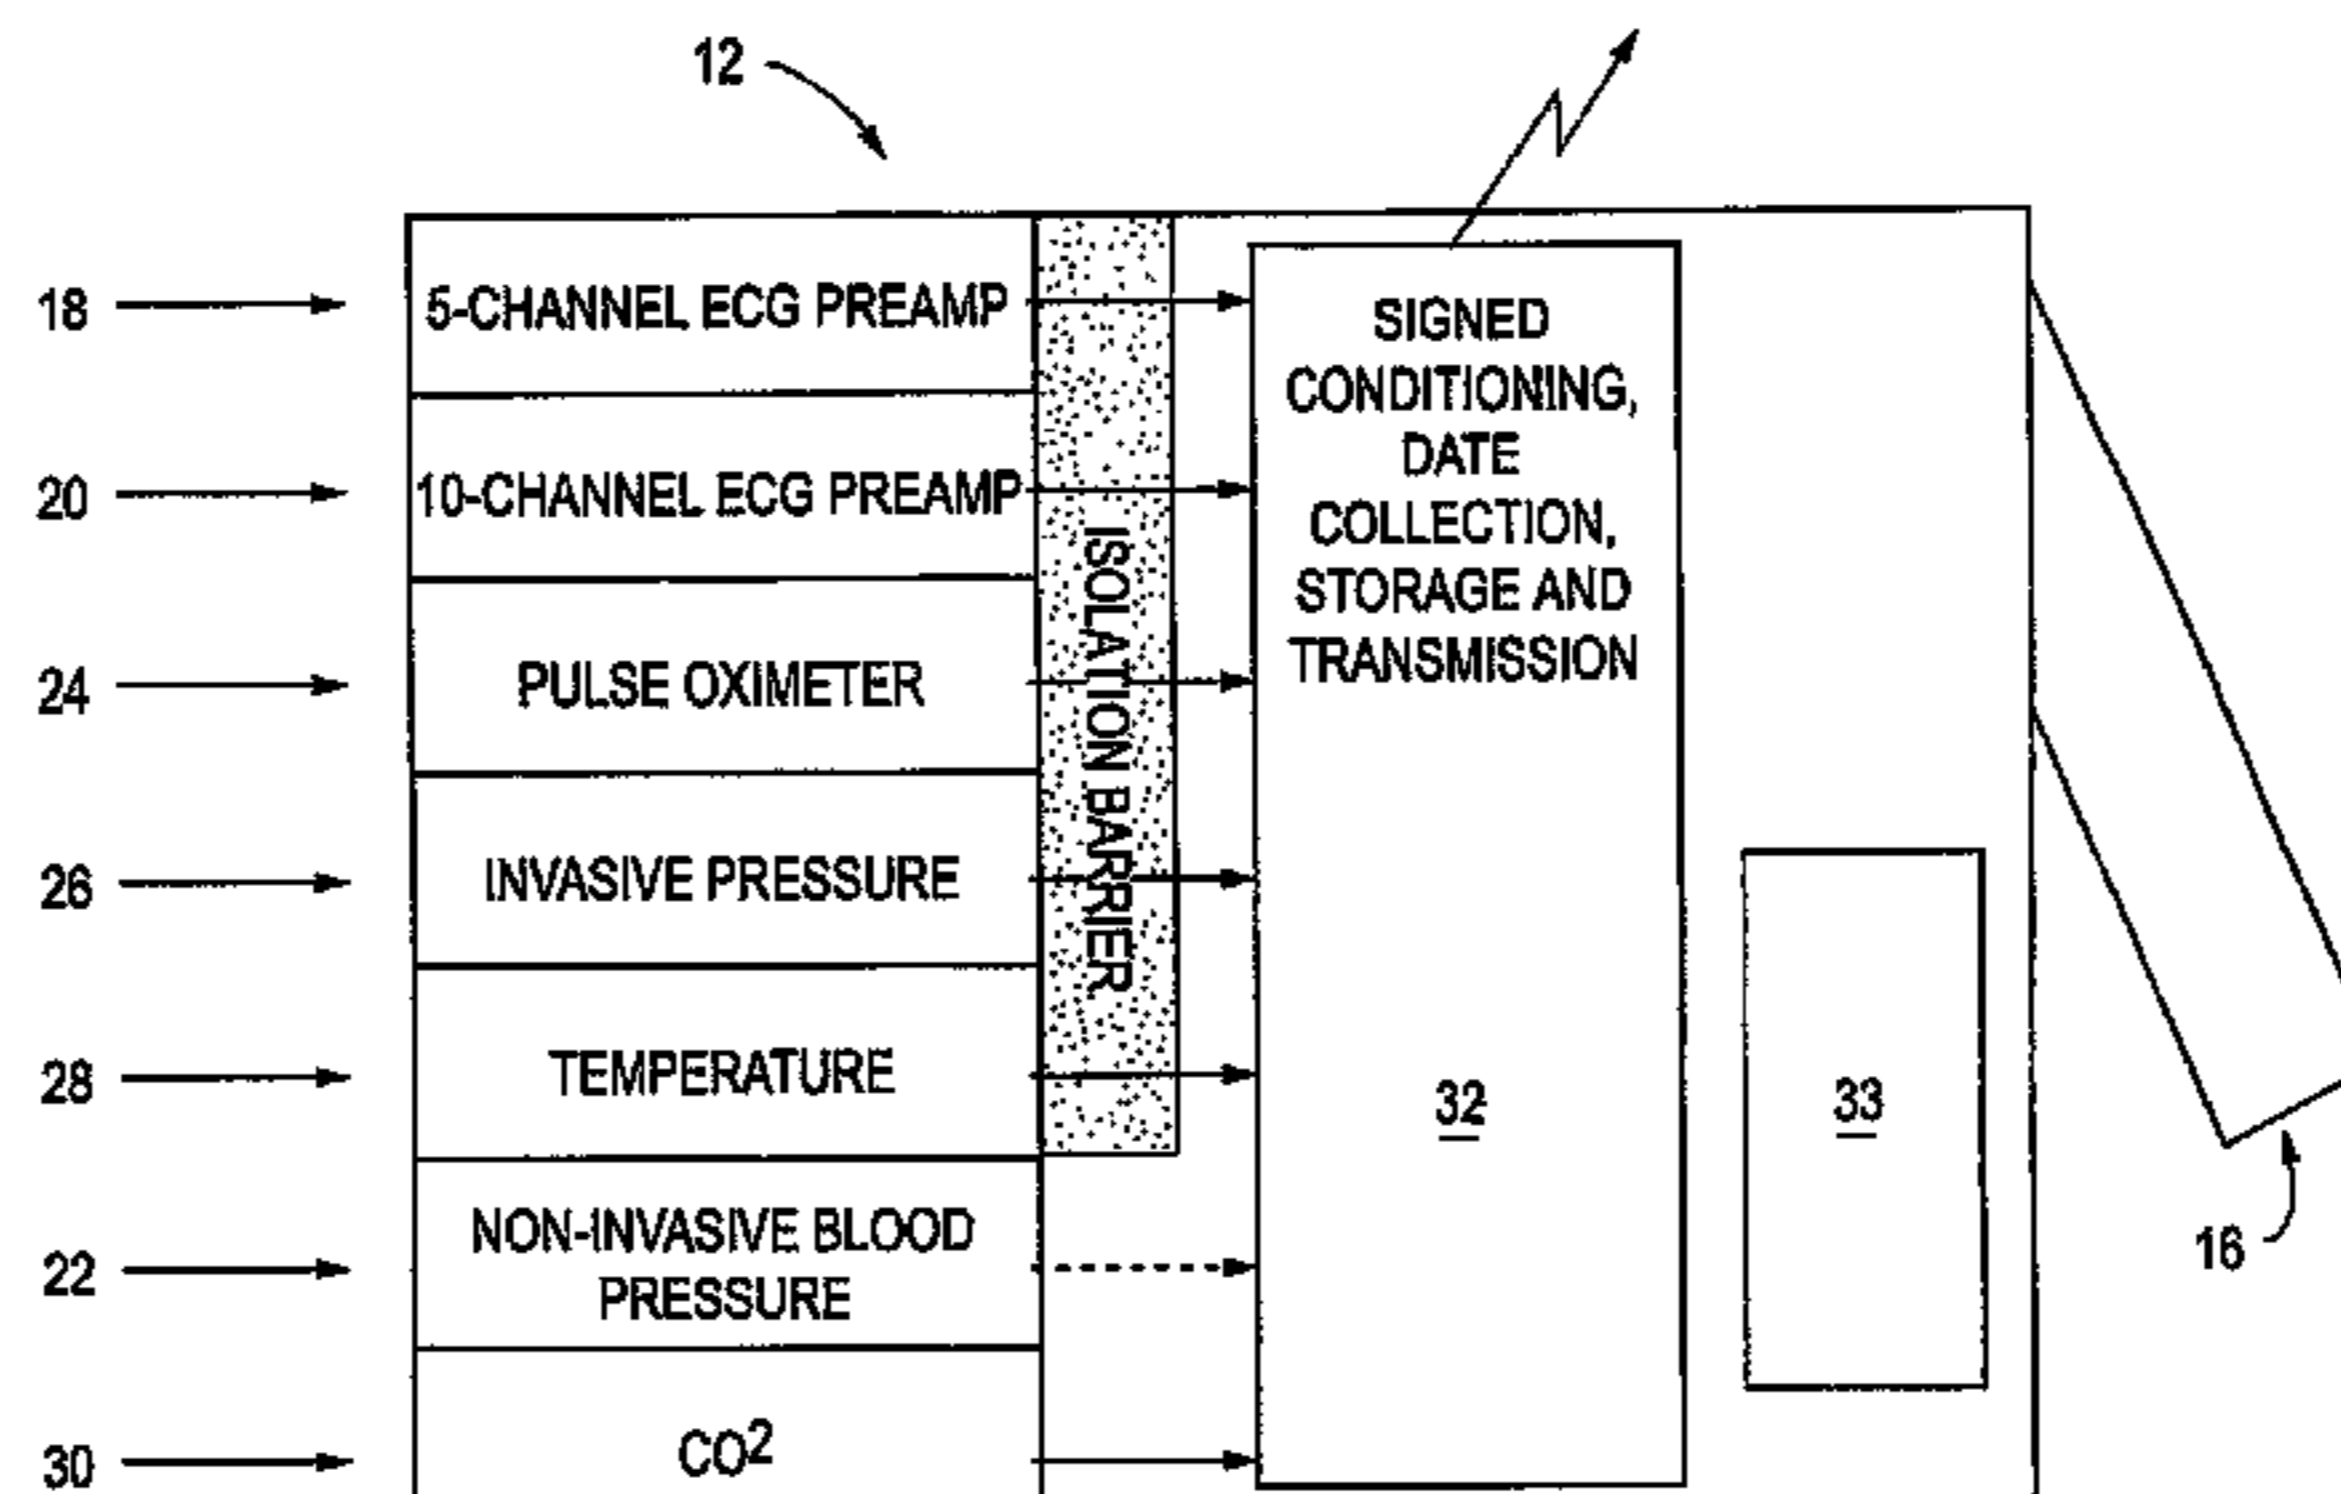 12
18
5-CHANNEL ECG PREAMP
20
10-CHANNEL ECG PREAMP
24
PULSE OXIMETER
26
INVASIVE PRESSURE
28
TEMPERATURE
22
NON-INVASIVE BLOOD
PRESSURE
30
CO²
ISOLATION BARRIER
SIGNED
CONDITIONING,
DATE
COLLECTION,
STORAGE AND
TRANSMISSION
32
33
16